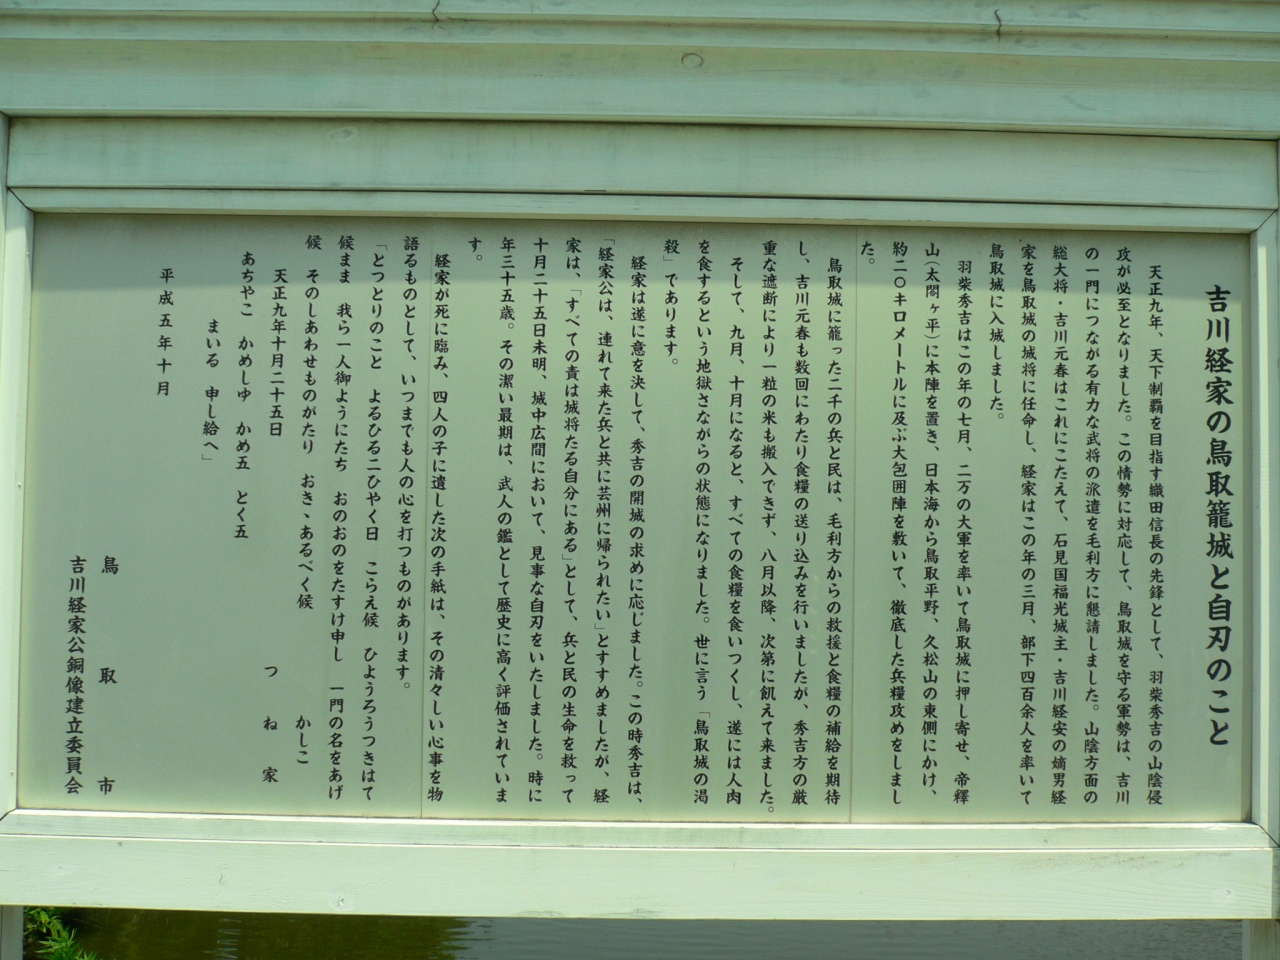 吉川経家の鳥取籠城と自刃のこと
天正九年、天下制覇を目指す織田信長の先鋒として、羽柴秀吉の山陰侵
攻が必至となりました。この情勢に対応して、鳥取城を守る軍勢は、吉川
の一門につながる有力な武将の派遣を毛利方に懇請しました。山陰方面の
総大将・吉川元春はこれにこたえて、石見国福光城主・吉川経安の嫡男経
家を鳥取城の城将に任命し、経家はこの年の三月、部下四百余人を率いて
鳥取城に入城しました。
羽柴秀吉はこの年の七月、二万の大軍を率いて鳥取城に押し寄せ、帝釋
山(太閤ヶ平)に本陣を置き、日本海から鳥取平野、久松山の東側にかけ、
約二〇キロメートルに及ぶ大包囲陣を敷いて、徹底した兵糧攻めをしまし
た。
鳥取城に籠った二千の兵と民は、毛利方からの救援と食糧の補給を期待
し、吉川元春も数回にわたり食糧の送り込みを行いましたが、秀吉方の厳
重な遮断により一粒の米も搬入できず、八月以降、次第に飢えて来ました。
そして、九月、十月になると、すべての食糧を食いつくし、遂には人肉
を食するという地獄さながらの状態になりました。世に言う「鳥取城の渇
殺」であります。
経家は遂に意を決して、秀吉の開城の求めに応じました。この時秀吉は、
「経家公は、連れて来た兵と共に芸州に帰られたい」とすすめましたが、経
家は、「すべての責は城将たる自分にある」として、兵と民の生命を救って
十月二十五日未明、城中広間において、見事な自刃をいたしました。時に
年三十五歳。その潔い最期は、武人の鑑として歴史に高く評価されていま
す。
経家が死に臨み、四人の子に遺した次の手紙は、その清々しい心事を物
語るものとして、いつまでも人の心を打つものがあります。
「とつとりのこと　よるひる二ひやく日　こらえ候　ひようろうつきはて
候まま　我ら一人御ようにたち　おのおのをたすけ申し　一門の名をあげ
候　そのしあわせものがたり　おきゝあるべく候　かしこ
天正九年十月二十五日　つね家
あちやこ　かめしゆ　かめ五　とく五
まいる　申し給へ」
平成五年十月
鳥取市
吉川経家公銅像建立委員会